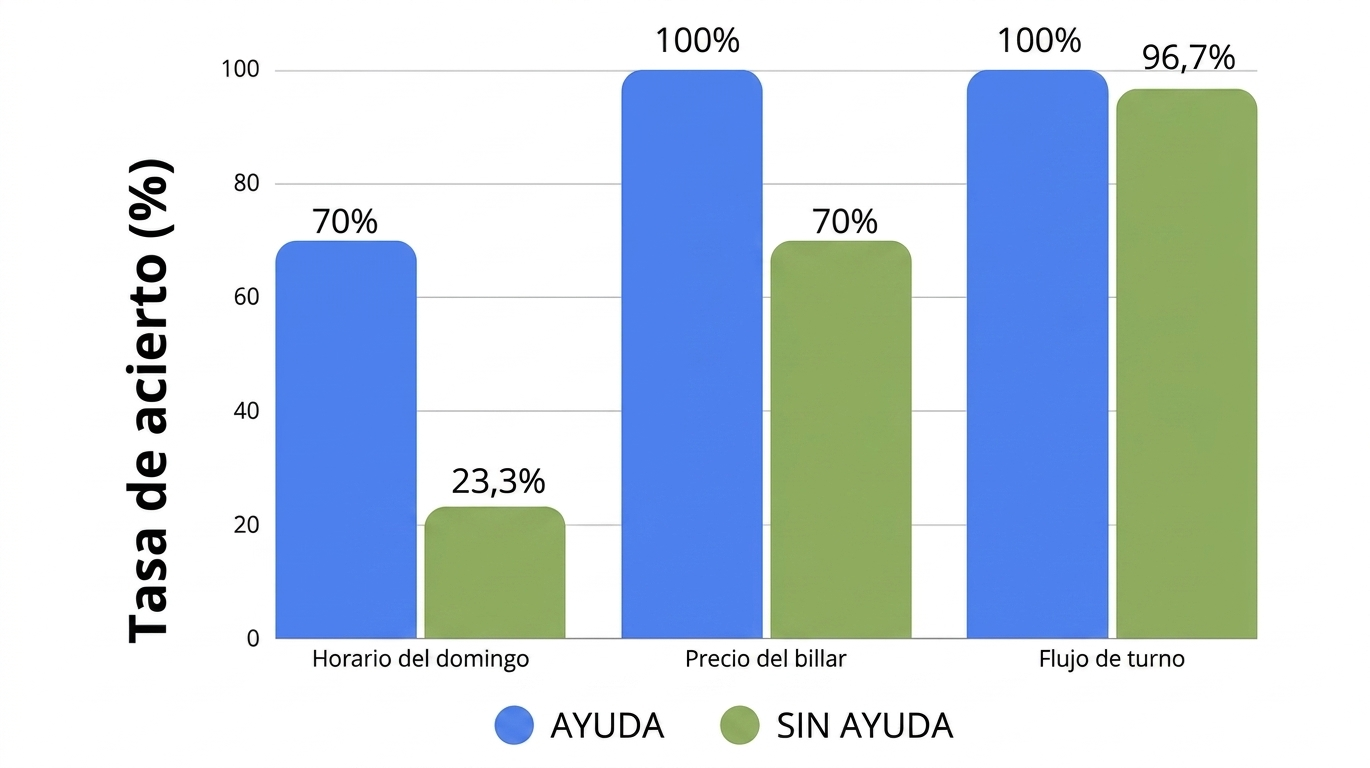 Tasa de acierto (%)
100
80
60
40
20
0
70%
23,3%
100%
70%
100%
96,7%
Horario del domingo
Precio del billar
Flujo de turno
AYUDA
SIN AYUDA